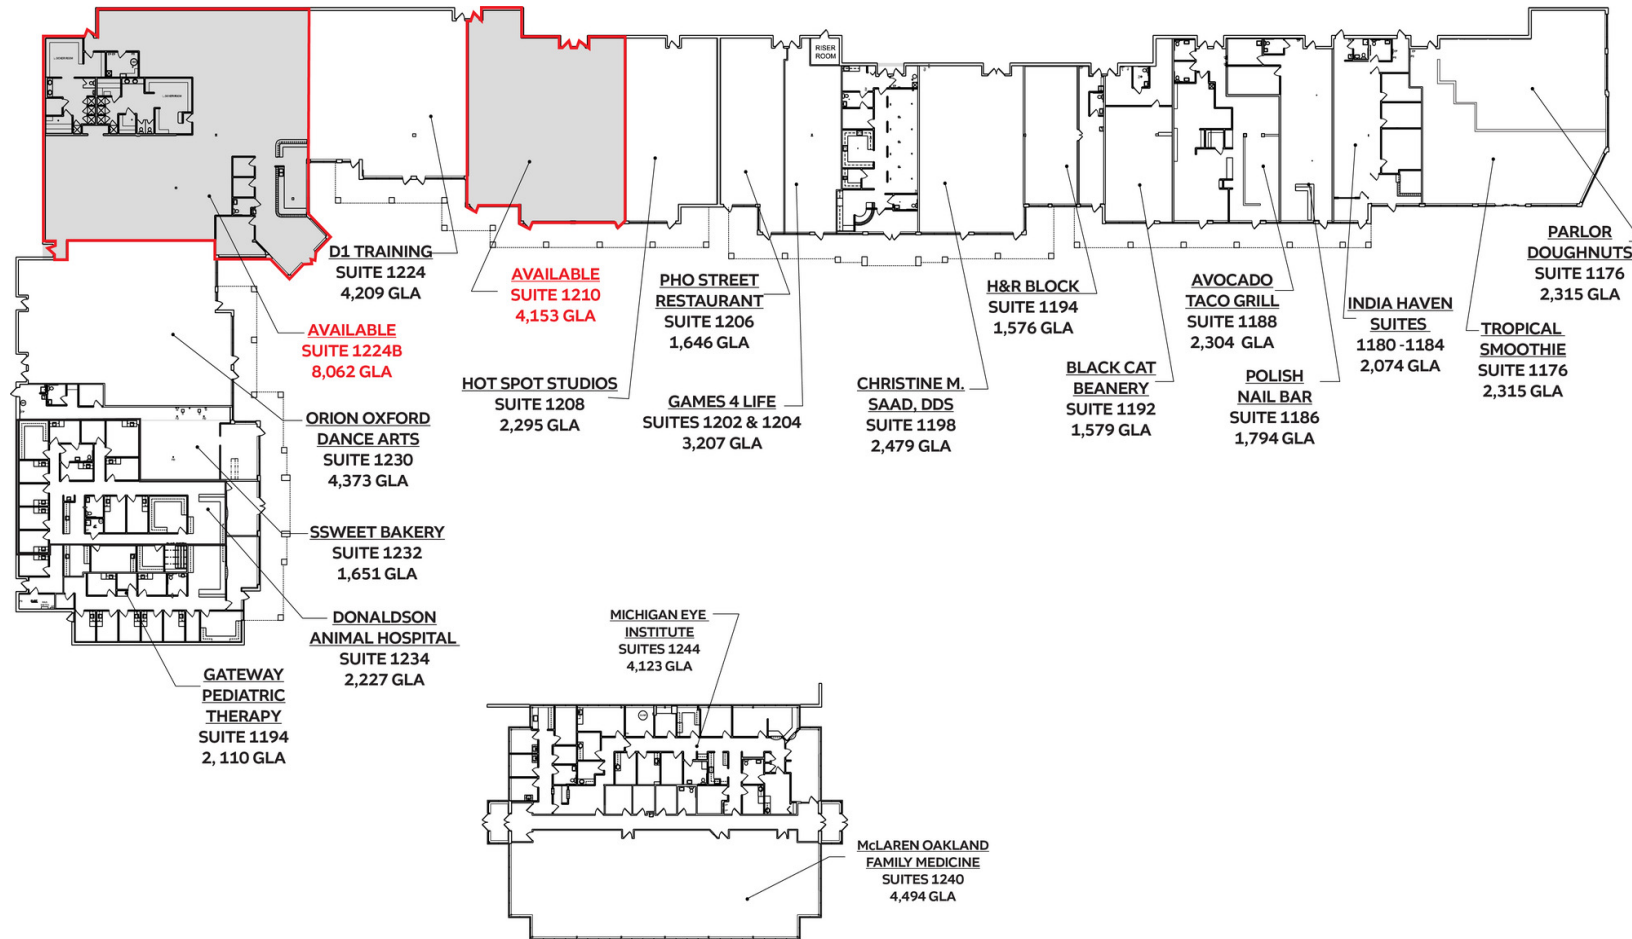 RISER
ROOM
D1 TRAINING
SUITE 1224
4,209 GLA
AVAILABLE
SUITE 1210
4,153 GLA
PHO STREET
RESTAURANT
SUITE 1206
1,646 GLA
H&R BLOCK
SUITE 1194
1,576 GLA
AVOCADO
TACO GRILL
SUITE 1188
2,304 GLA
INDIA HAVEN
SUITES
1180 -1184
2,074 GLA
PARLOR
DOUGHNUTS
SUITE 1176
2,315 GLA
TROPICAL
SMOOTHIE
SUITE 1176
2,315 GLA
AVAILABLE
SUITE 1224B
8,062 GLA
HOT SPOT STUDIOS
SUITE 1208
2,295 GLA
GAMES 4 LIFE
SUITES 1202 & 1204
3,207 GLA
CHRISTINE M.
SAAD, DDS
SUITE 1198
2,479 GLA
BLACK CAT
BEANERY
SUITE 1192
1,579 GLA
POLISH
NAIL BAR
SUITE 1186
1,794 GLA
ORION OXFORD
DANCE ARTS
SUITE 1230
4,373 GLA
SSWEET BAKERY
SUITE 1232
1,651 GLA
DONALDSON
ANIMAL HOSPITAL
SUITE 1234
2,227 GLA
GATEWAY
PEDIATRIC
THERAPY
SUITE 1194
2, 110 GLA
MICHIGAN EYE
INSTITUTE
SUITES 1244
4,123 GLA
McLAREN OAKLAND
FAMILY MEDICINE
SUITES 1240
4,494 GLA